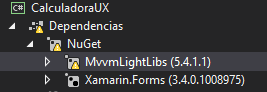 C# CalculadoraUX
Dependencias
NuGet
MvvmLightLibs (5.4.1.1)
Xamarin.Forms (3.4.0.1008975)